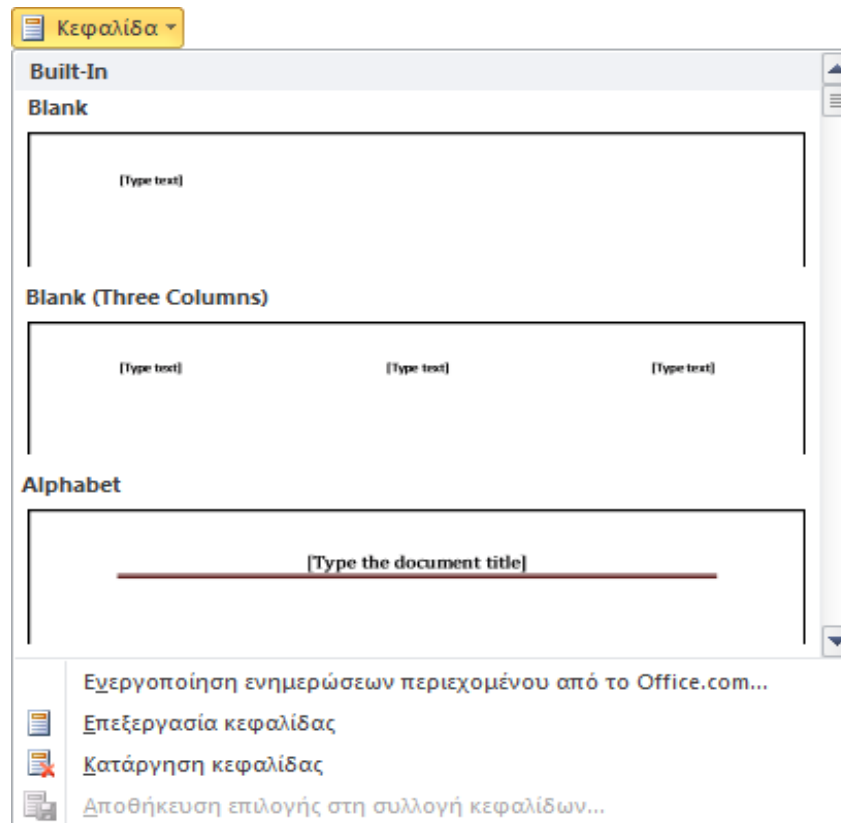 Κεφαλίδα
Built-In
Blank
[Type text]
Blank (Three Columns)
[Type text] [Type text] [Type text]
Alphabet
[Type the document title]
Ενεργοποίηση ενημερώσεων περιεχομένου από το Office.com...
Επεξεργασία κεφαλίδας
Κατάργηση κεφαλίδας
Αποθήκευση επιλογής στη συλλογή κεφαλίδων...